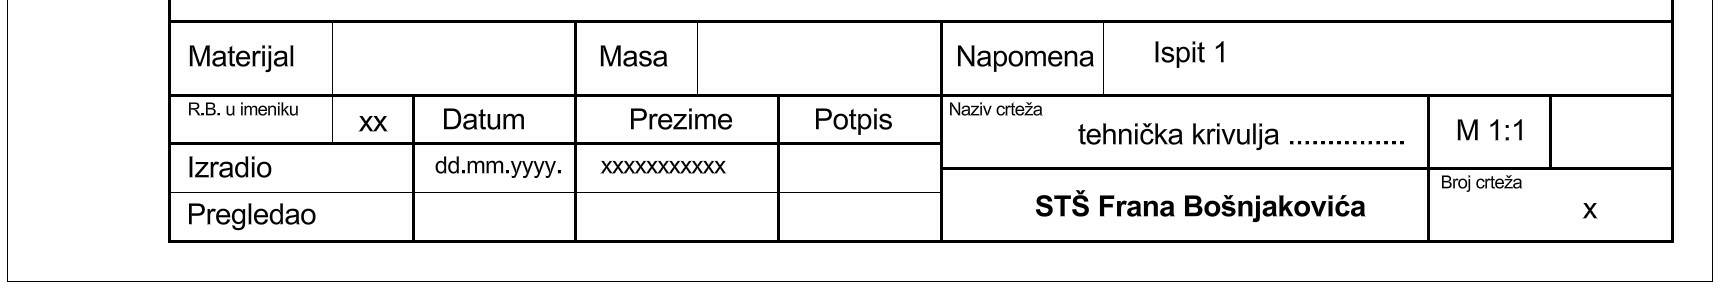 Materijal Masa Napomena Ispit 1
R.B. u imeniku xx Datum Prezime Potpis Naziv crteža tehnička krivulja ............... M 1:1
Izradio dd.mm.yyyy. xxxxxxxxxxx
Pregledao STŠ Frana Bošnjakovića Broj crteža x